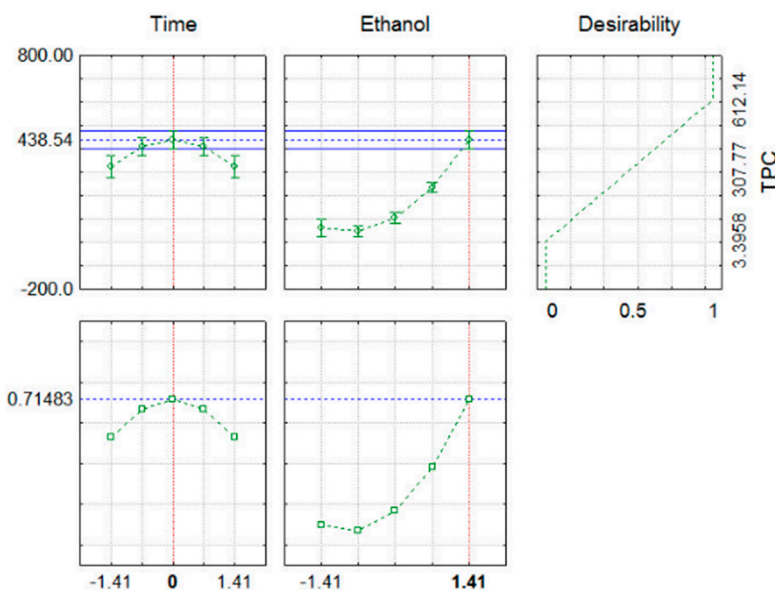 Time Ethanol Desirability
800.00
438.54
-200.0
3.3958 307.77 612.14
TPC
0 0.5 1
0.71483
-1.41 0 1.41 -1.41 1.41